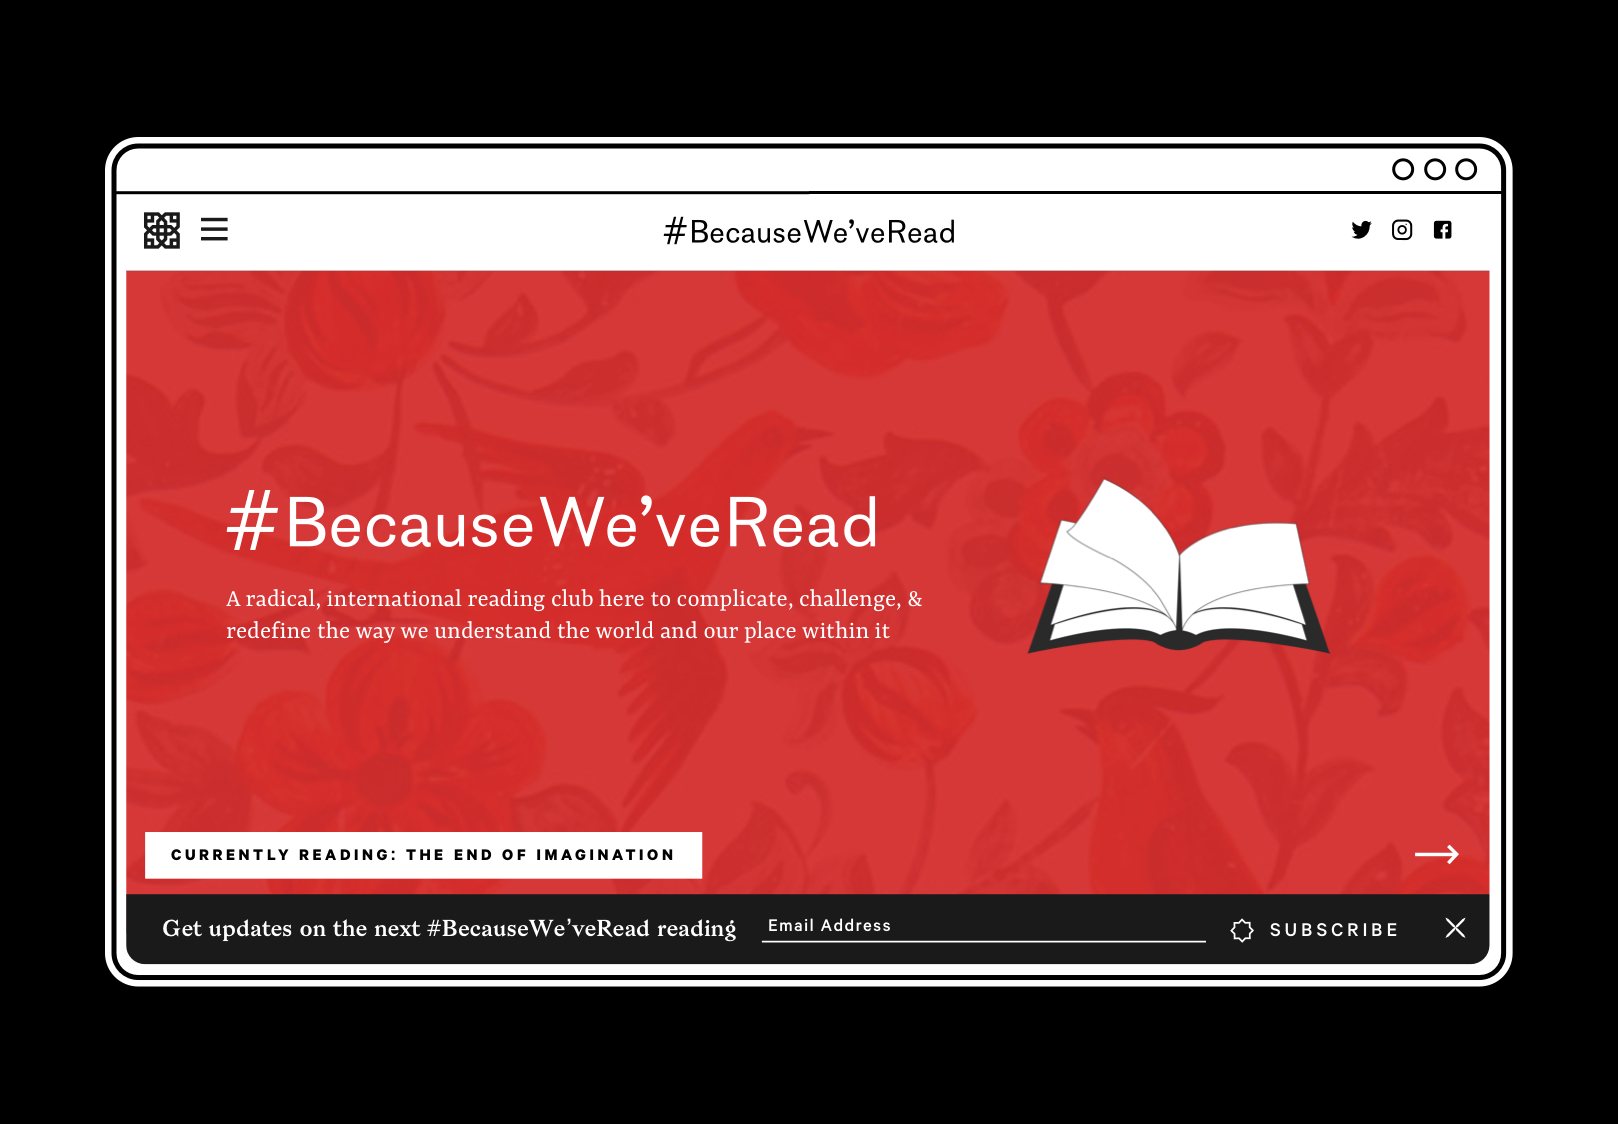 #BecauseWe’veRead
#BecauseWe’veRead
A radical, international reading club here to complicate, challenge, &
redefine the way we understand the world and our place within it
CURRENTLY READING: THE END OF IMAGINATION
Get updates on the next #BecauseWe’veRead reading
Email Address
SUBSCRIBE